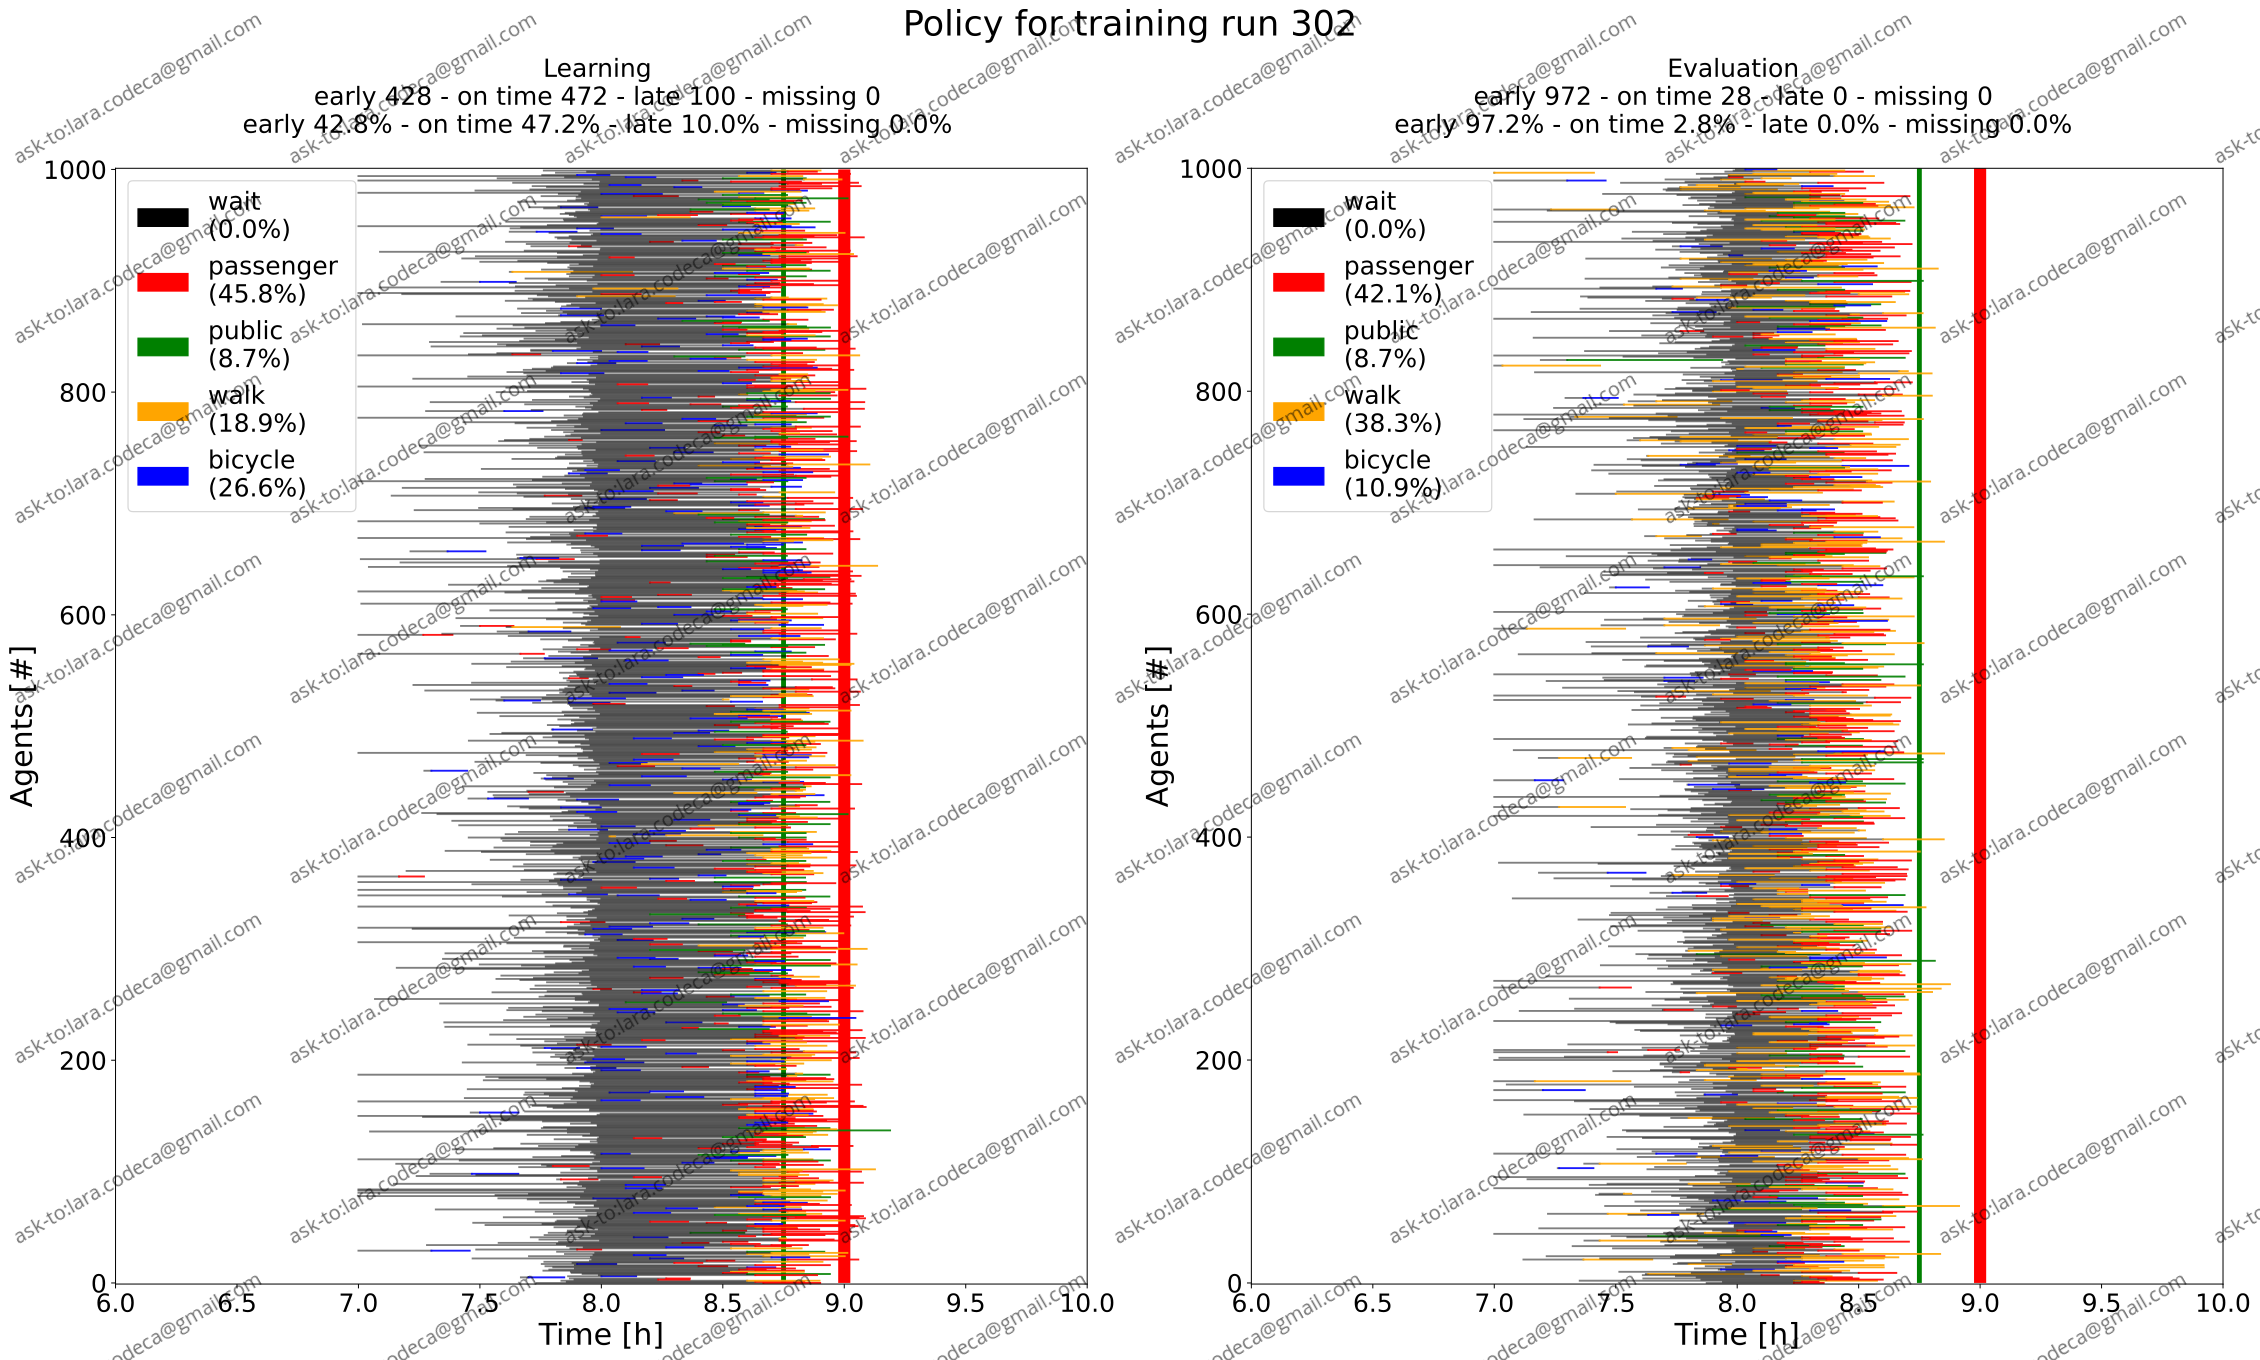 Policy for training run 302
Learning
early 428 - on time 472 - late 100 - missing 0
early 42.8% - on time 47.2% - late 10.0% - missing 0.0%
wait
(0.0%)
passenger
(45.8%)
public
(8.7%)
walk
(18.9%)
bicycle
(26.6%)
Agents [#]
1000
800
600
400
200
0
6.0 6.5 7.0 7.5 8.0 8.5 9.0 9.5 10.0
Time [h]
Evaluation
early 972 - on time 28 - late 0 - missing 0
early 97.2% - on time 2.8% - late 0.0% - missing 0.0%
wait
(0.0%)
passenger
(42.1%)
public
(8.7%)
walk
(38.3%)
bicycle
(10.9%)
Agents [#]
1000
800
600
400
200
0
6.0 6.5 7.0 7.5 8.0 8.5 9.0 9.5 10.0
Time [h]
ask-to:lara.codeca@gmail.com